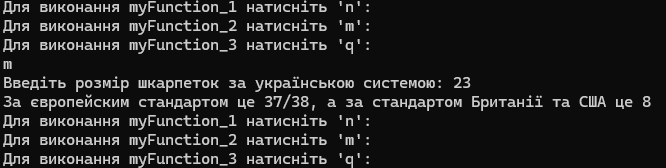 Для виконання myFunction_1 натисніть 'n':
Для виконання myFunction_2 натисніть 'm':
Для виконання myFunction_3 натисніть 'q':
m
Введіть розмір шкарпеток за українською системою: 23
За європейским стандартом це 37/38, а за стандартом Британії та США це 8
Для виконання myFunction_1 натисніть 'n':
Для виконання myFunction_2 натисніть 'm':
Для виконання myFunction_3 натисніть 'q':